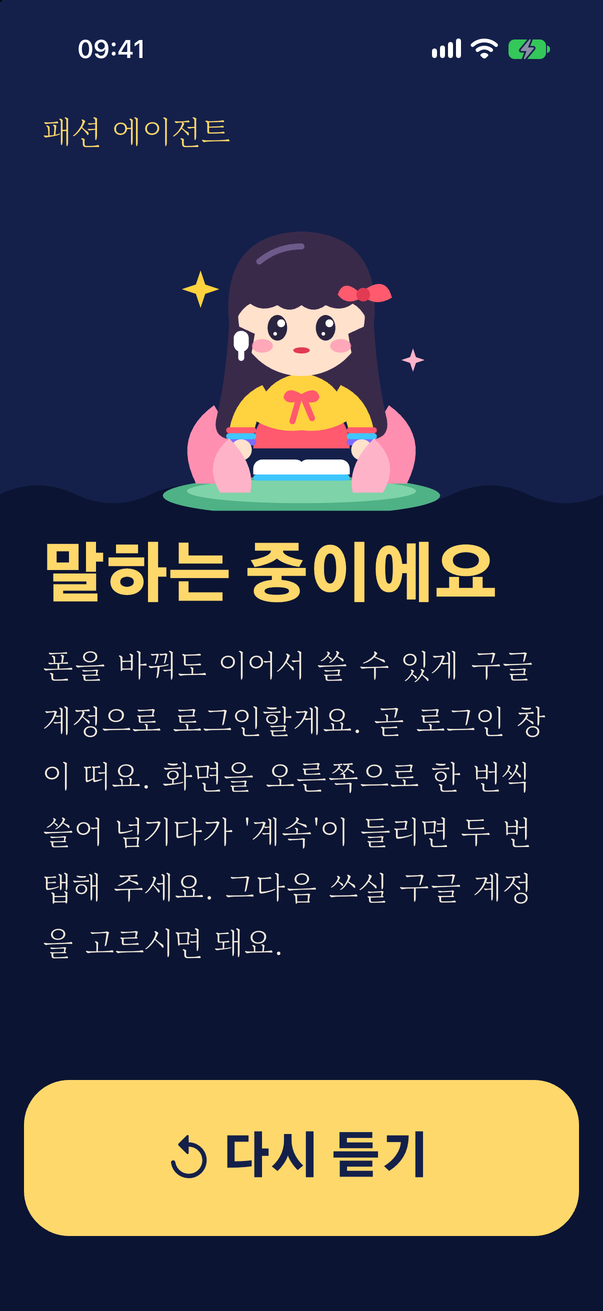 09:41
패션 에이전트
말하는 중이에요
폰을 바꿔도 이어서 쓸 수 있게 구글
계정으로 로그인할게요. 곧 로그인 창
이 떠요. 화면을 오른쪽으로 한 번씩
쓸어 넘기다가 '계속'이 들리면 두 번
탭해 주세요. 그다음 쓰실 구글 계정
을 고르시면 돼요.
다시 듣기